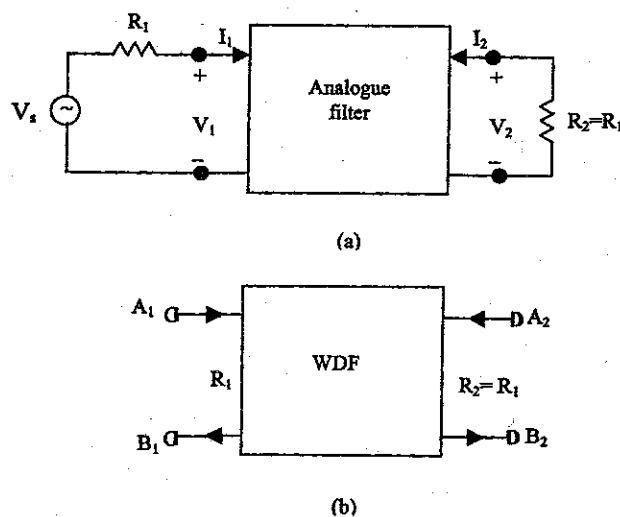 R₁
I₁
I₂
+
+
Analogue
filter
Vₛ
~
V₁
V₂
R₂=R₁
−
−
(a)
A₁
A₂
WDF
R₁
R₂= R₁
B₁
B₂
(b)